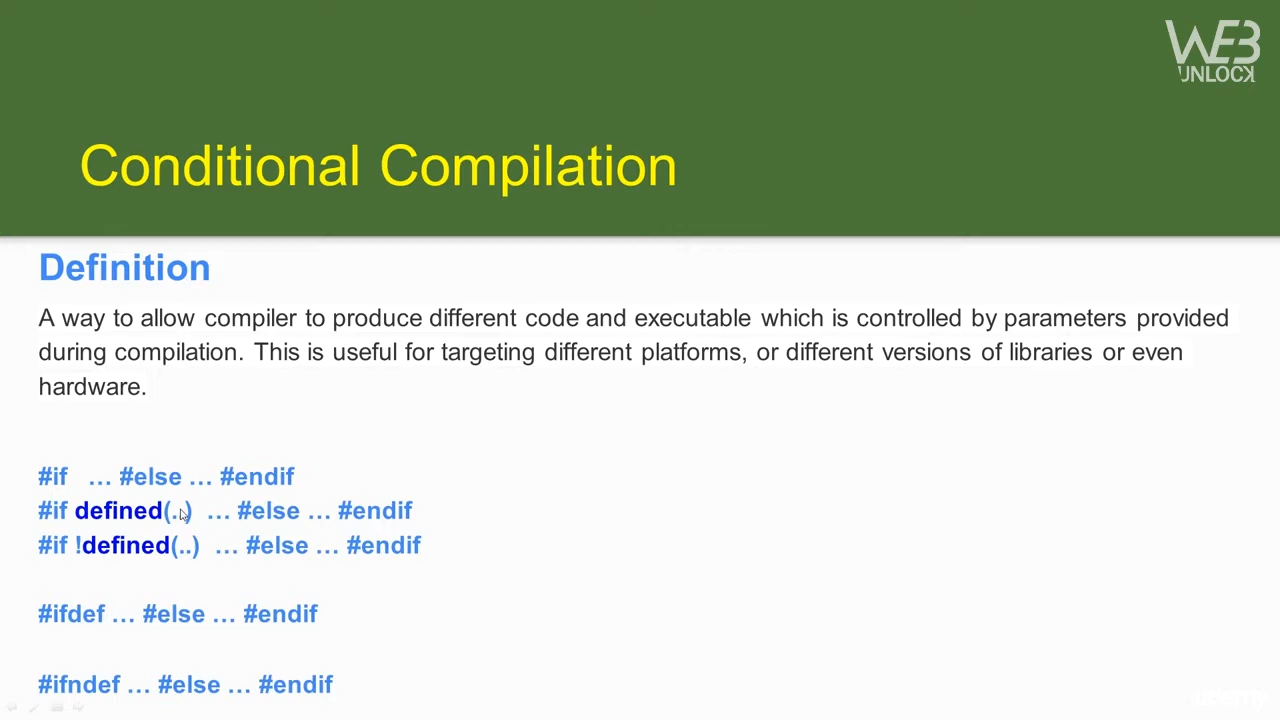 WEB
UNLOCK
Conditional Compilation
Definition
A way to allow compiler to produce different code and executable which is controlled by parameters provided
during compilation. This is useful for targeting different platforms, or different versions of libraries or even
hardware.
#if … #else … #endif
#if defined(..) … #else … #endif
#if !defined(..) … #else … #endif
#ifdef … #else … #endif
#ifndef … #else … #endif
udemy